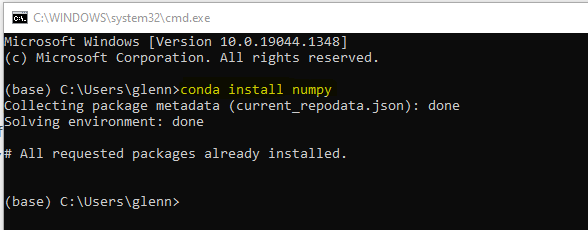 C:\WINDOWS\system32\cmd.exe
Microsoft Windows [Version 10.0.19044.1348]
(c) Microsoft Corporation. All rights reserved.
(base) C:\Users\glenn>conda install numpy
Collecting package metadata (current_repodata.json): done
Solving environment: done
# All requested packages already installed.
(base) C:\Users\glenn>